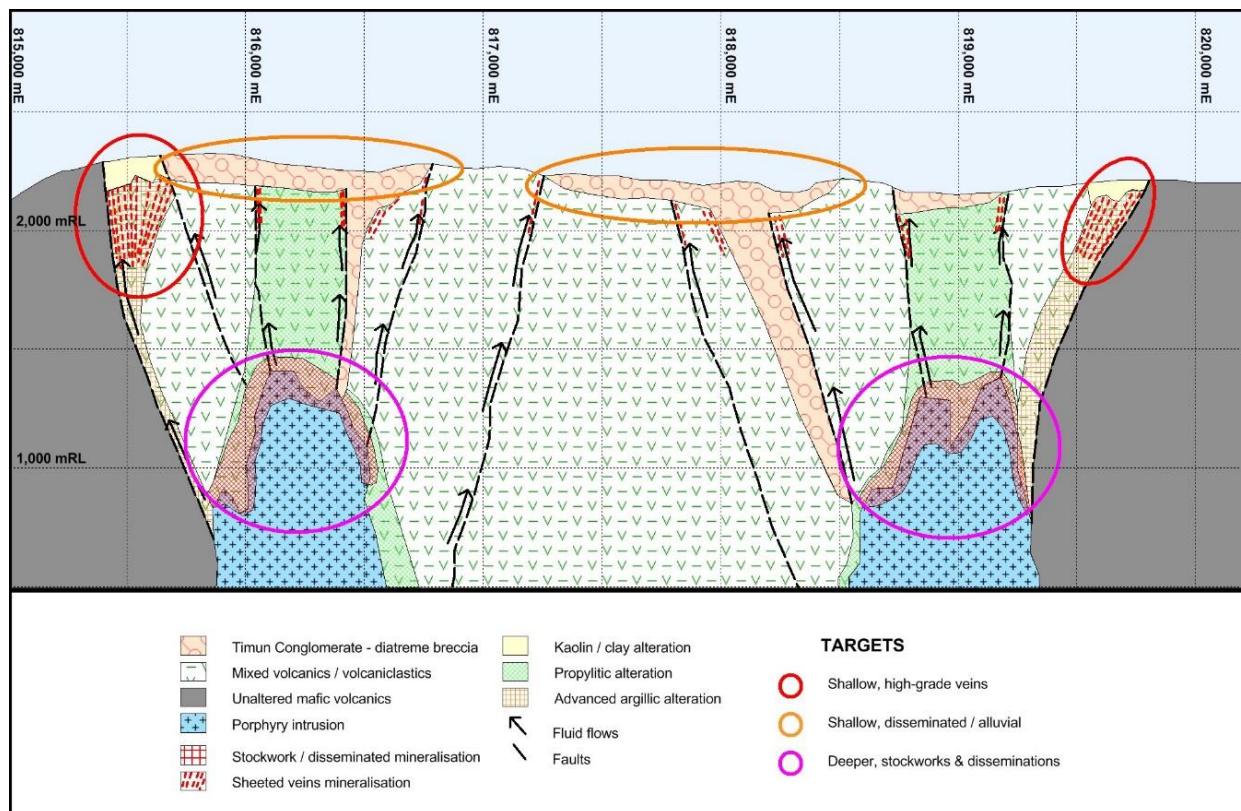 815,000 mE
816,000 mE
817,000 mE
818,000 mE
819,000 mE
820,000 mE
2,000 mRL
1,000 mRL
Timun Conglomerate - diatreme breccia
Mixed volcanics / volcaniclastics
Unaltered mafic volcanics
Porphyry intrusion
Stockwork / disseminated mineralisation
Sheeted veins mineralisation
Kaolin / clay alteration
Propylitic alteration
Advanced argillic alteration
Fluid flows
Faults
TARGETS
Shallow, high-grade veins
Shallow, disseminated / alluvial
Deeper, stockworks & disseminations